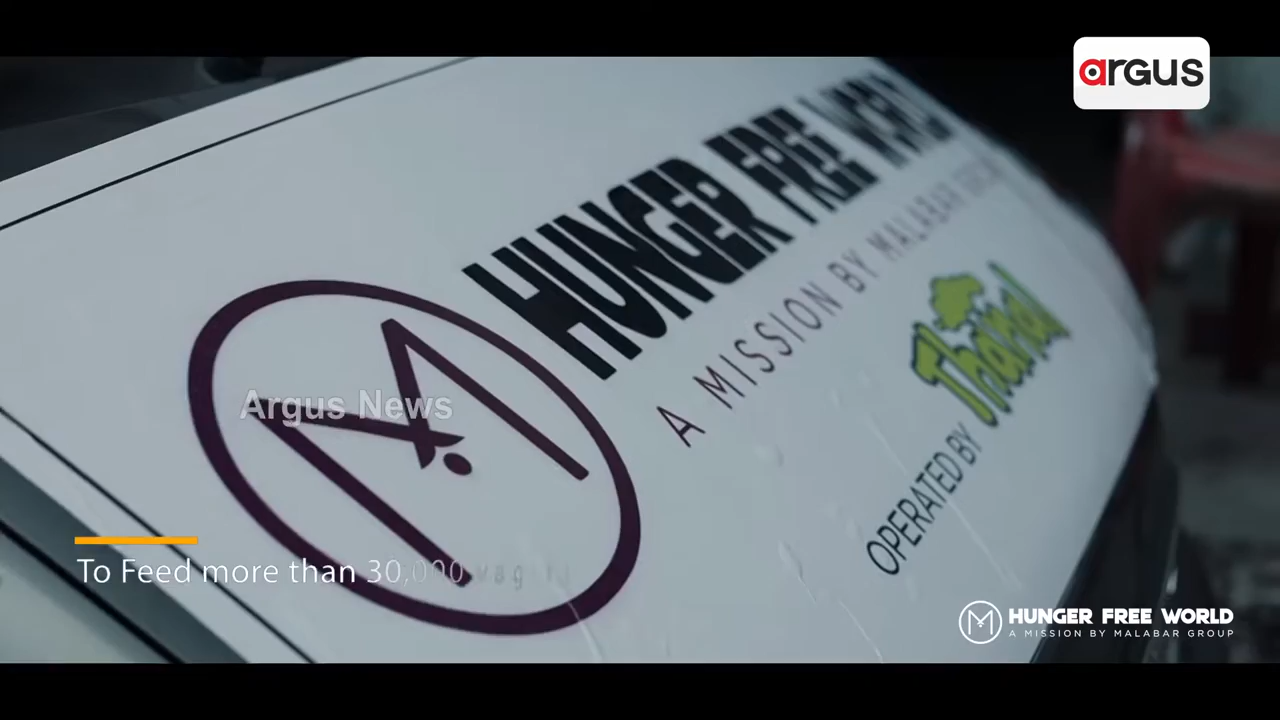 argus
HUNGER FREE WORLD
A MISSION BY MALABAR
Thanal
OPERATED BY
Argus News
To Feed more than 30,000
HUNGER FREE WORLD
A MISSION BY MALABAR GROUP